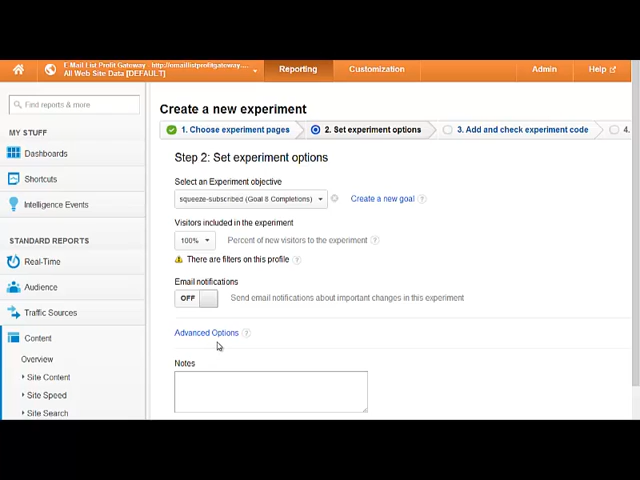 E Mail List Profit Gateway - http://emaillistprofitgateway....
All Web Site Data [DEFAULT]
Reporting
Customization
Admin
Help
Find reports & more
MY STUFF
Dashboards
Shortcuts
Intelligence Events
STANDARD REPORTS
Real-Time
Audience
Traffic Sources
Content
Overview
Site Content
Site Speed
Site Search
Create a new experiment
1. Choose experiment pages
2. Set experiment options
3. Add and check experiment code
4.
Step 2: Set experiment options
Select an Experiment objective
squeeze-subscribed (Goal 8 Completions)
Create a new goal ?
Visitors included in the experiment
100%
Percent of new visitors to the experiment ?
There are filters on this profile ?
Email notifications
OFF
Send email notifications about important changes in this experiment
Advanced Options ?
Notes